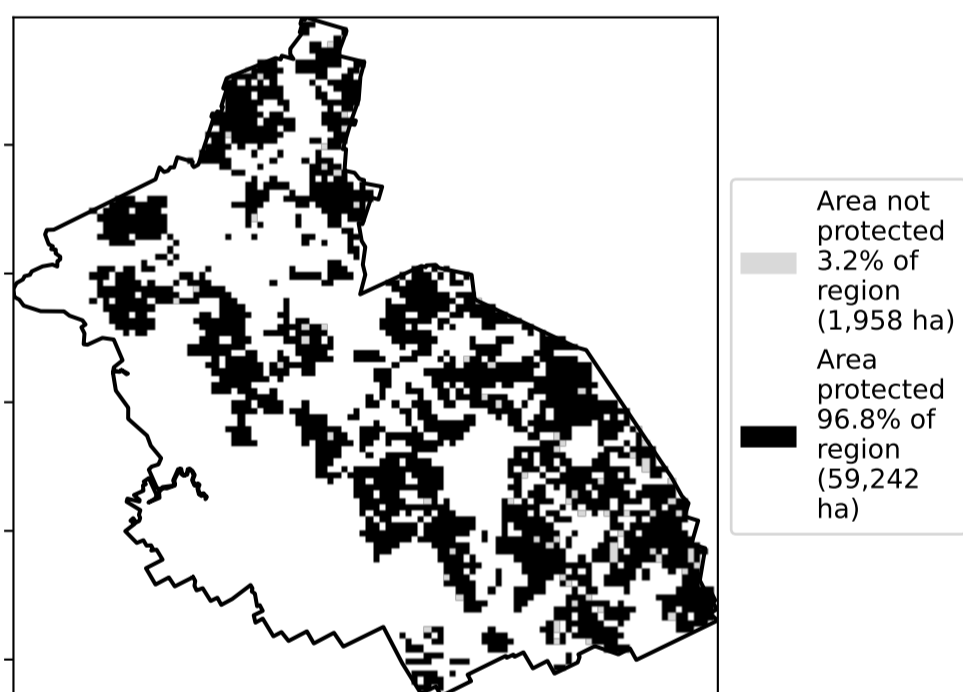 Area not
protected
3.2% of
region
(1,958 ha)
Area
protected
96.8% of
region
(59,242
ha)